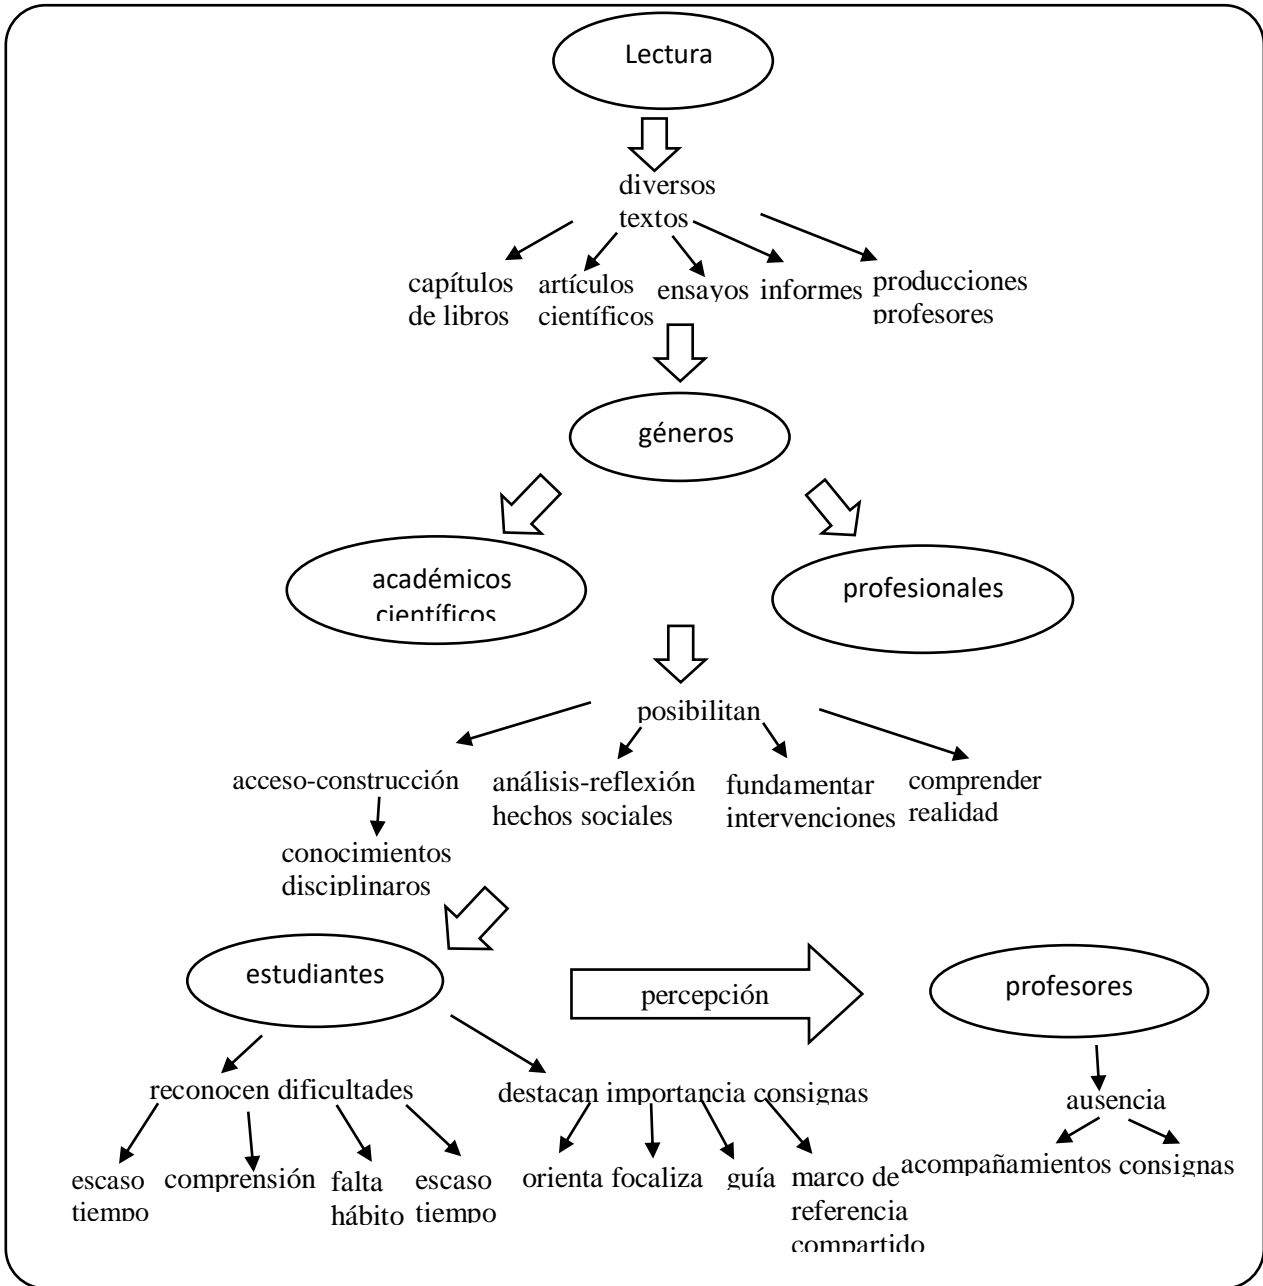 Lectura
diversos
textos
capítulos
de libros
artículos
científicos
ensayos
informes
producciones
profesores
géneros
académicos
científicos
profesionales
posibilitan
acceso-construcción
análisis-reflexión
hechos sociales
fundamentar
intervenciones
comprender
realidad
conocimientos
disciplinaros
estudiantes
percepción
profesores
reconocen dificultades
destacan importancia consignas
ausencia
escaso
tiempo
comprensión
falta
hábito
escaso
tiempo
orienta
focaliza
guía
marco de
referencia
compartido
acompañamientos
consignas